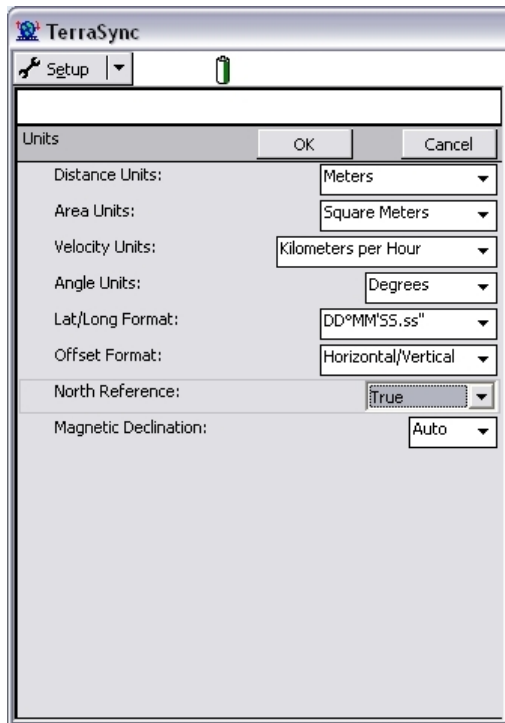 TerraSync
Setup
Units OK Cancel
Distance Units: Meters
Area Units: Square Meters
Velocity Units: Kilometers per Hour
Angle Units: Degrees
Lat/Long Format: DD°MM'SS.ss"
Offset Format: Horizontal/Vertical
North Reference: True
Magnetic Declination: Auto